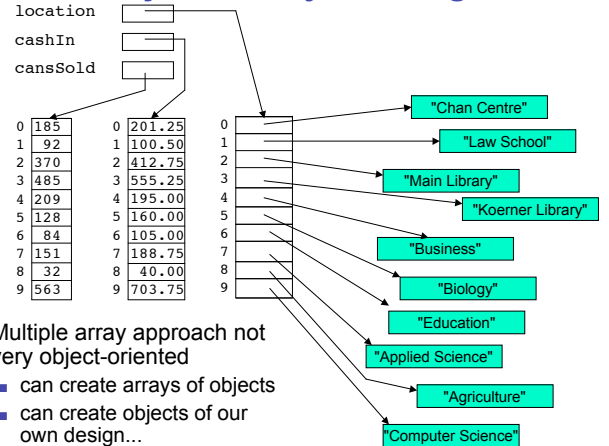 location
cashIn
cansSold
0 185
1 92
2 370
3 485
4 209
5 128
6 84
7 151
8 32
9 563
0 201.25
1 100.50
2 412.75
3 555.25
4 195.00
5 160.00
6 105.00
7 188.75
8 40.00
9 703.75
0
1
2
3
4
5
6
7
8
9
"Chan Centre"
"Law School"
"Main Library"
"Koerner Library"
"Business"
"Biology"
"Education"
"Applied Science"
"Agriculture"
"Computer Science"
Multiple array approach not
very object-oriented
can create arrays of objects
can create objects of our
own design...